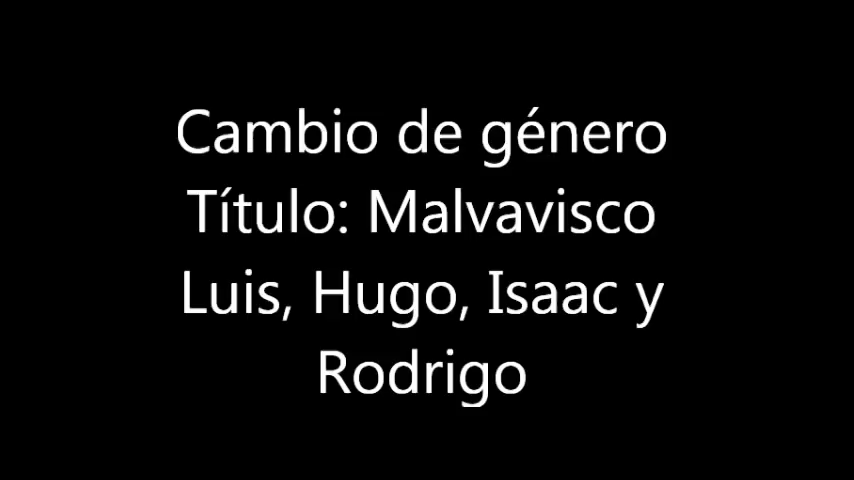 Cambio de género
Título: Malvavisco
Luis, Hugo, Isaac y
Rodrigo